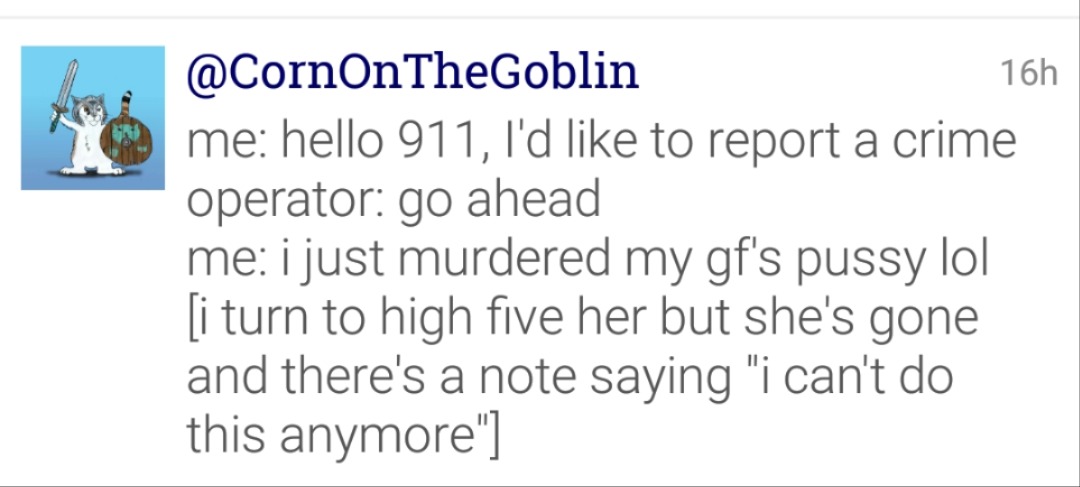 @CornOnTheGoblin 16h
me: hello 911, I'd like to report a crime
operator: go ahead
me: i just murdered my gf's pussy lol
[i turn to high five her but she's gone
and there's a note saying "i can't do
this anymore"]